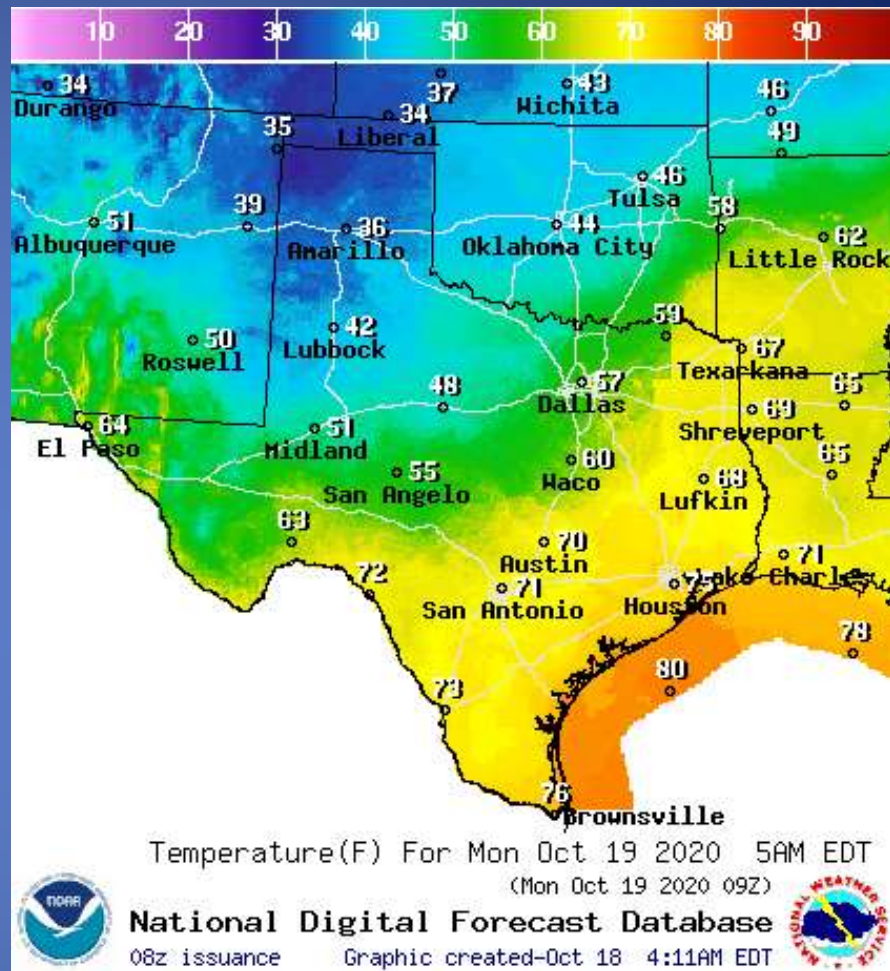 10 20 30 40 50 60 70 80 90
34 37 43 46
Durango Wichita
34
Liberal
35 49
46
Tulsa
51 39 36 44 58 62
Albuquerque Amarillo Oklahoma City Little Rock
50 42 59
Roswell Lubbock
67
Texarkana
48 57 69 65
Dallas Shreveport
64 51
El Paso Midland
55 60 68 65
San Angelo Waco Lufkin
63 70 71
Austin
72 71 Lake Charles
San Antonio Houston
73 80 78
76
Brownsville
Temperature(F) For Mon Oct 19 2020 5AM EDT
(Mon Oct 19 2020 09Z)
National Digital Forecast Database
08z issuance Graphic created-Oct 18 4:11AM EDT
NOAA
NATIONAL WEATHER SERVICE